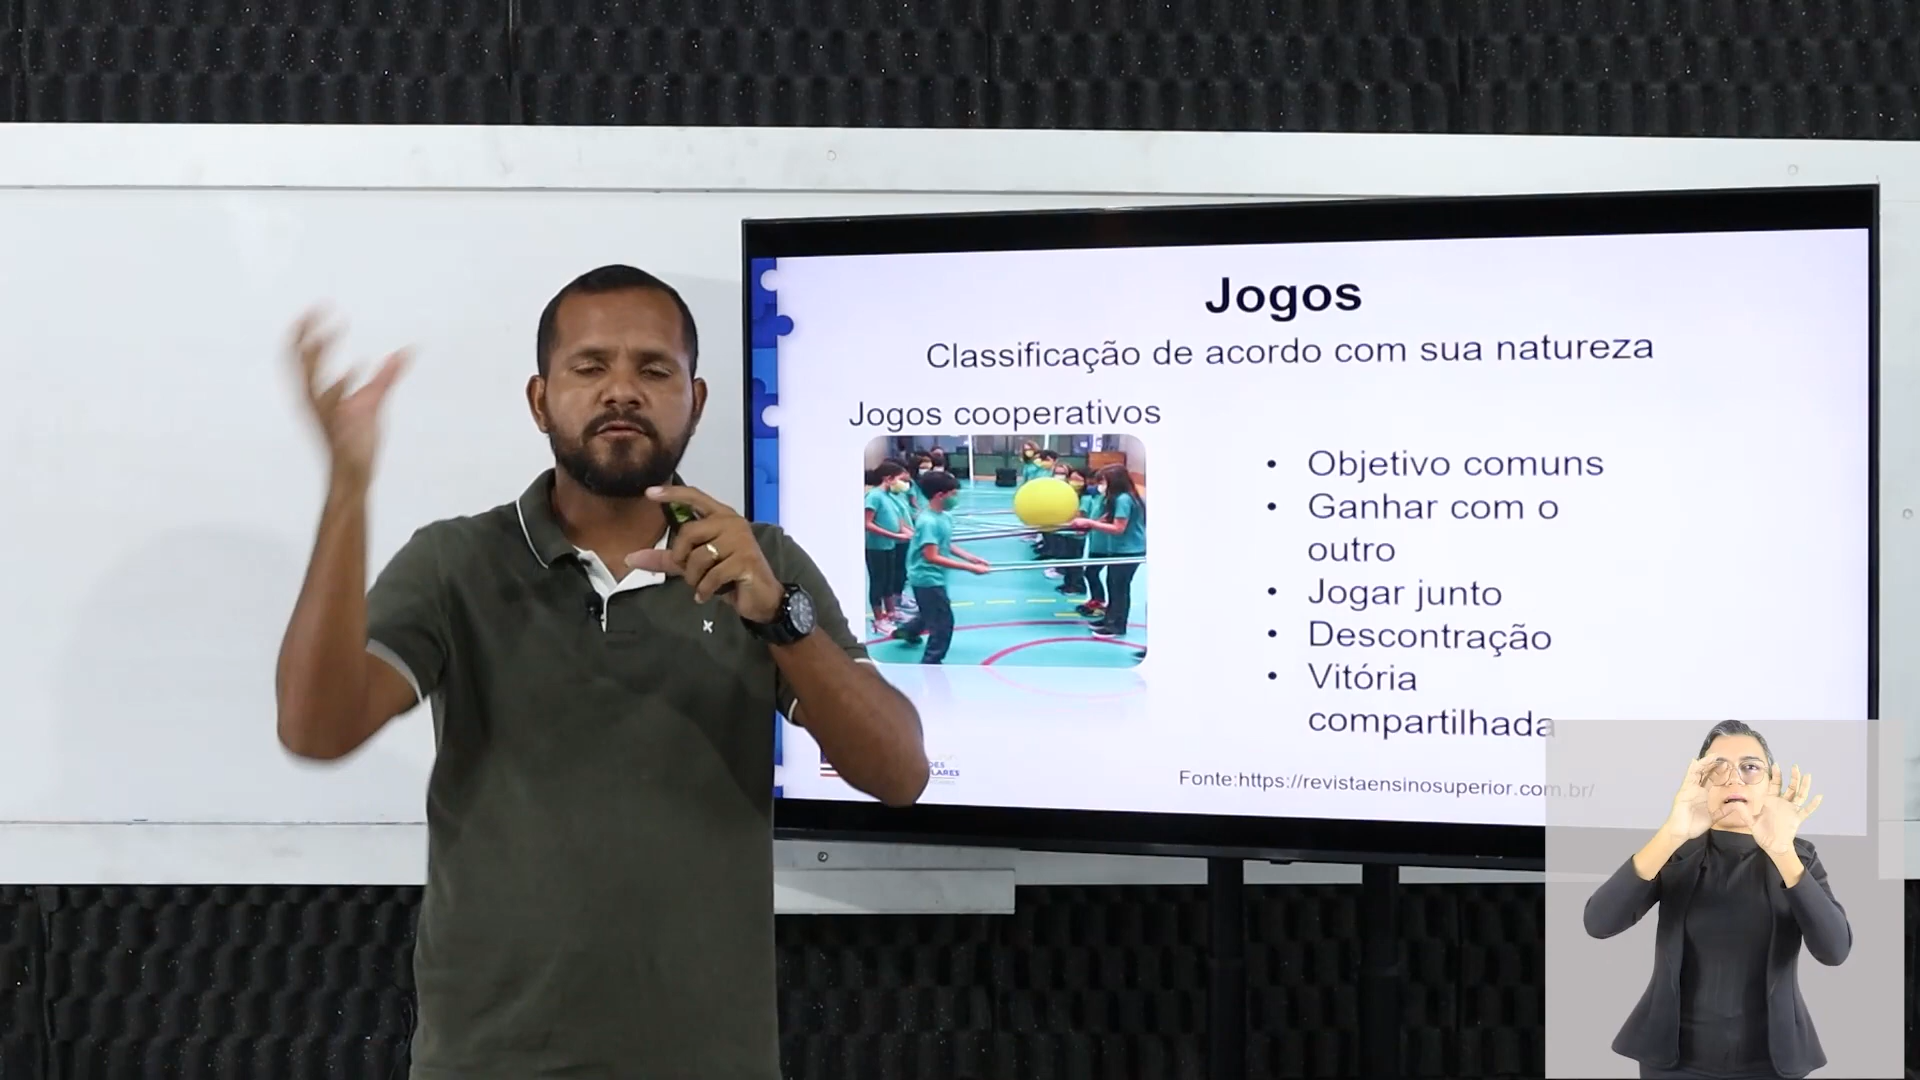 Jogos
Classificação de acordo com sua natureza
Jogos cooperativos
• Objetivo comuns
• Ganhar com o
outro
• Jogar junto
• Descontração
• Vitória
compartilhada
Fonte:https://revistaensinosuperior.com.br/